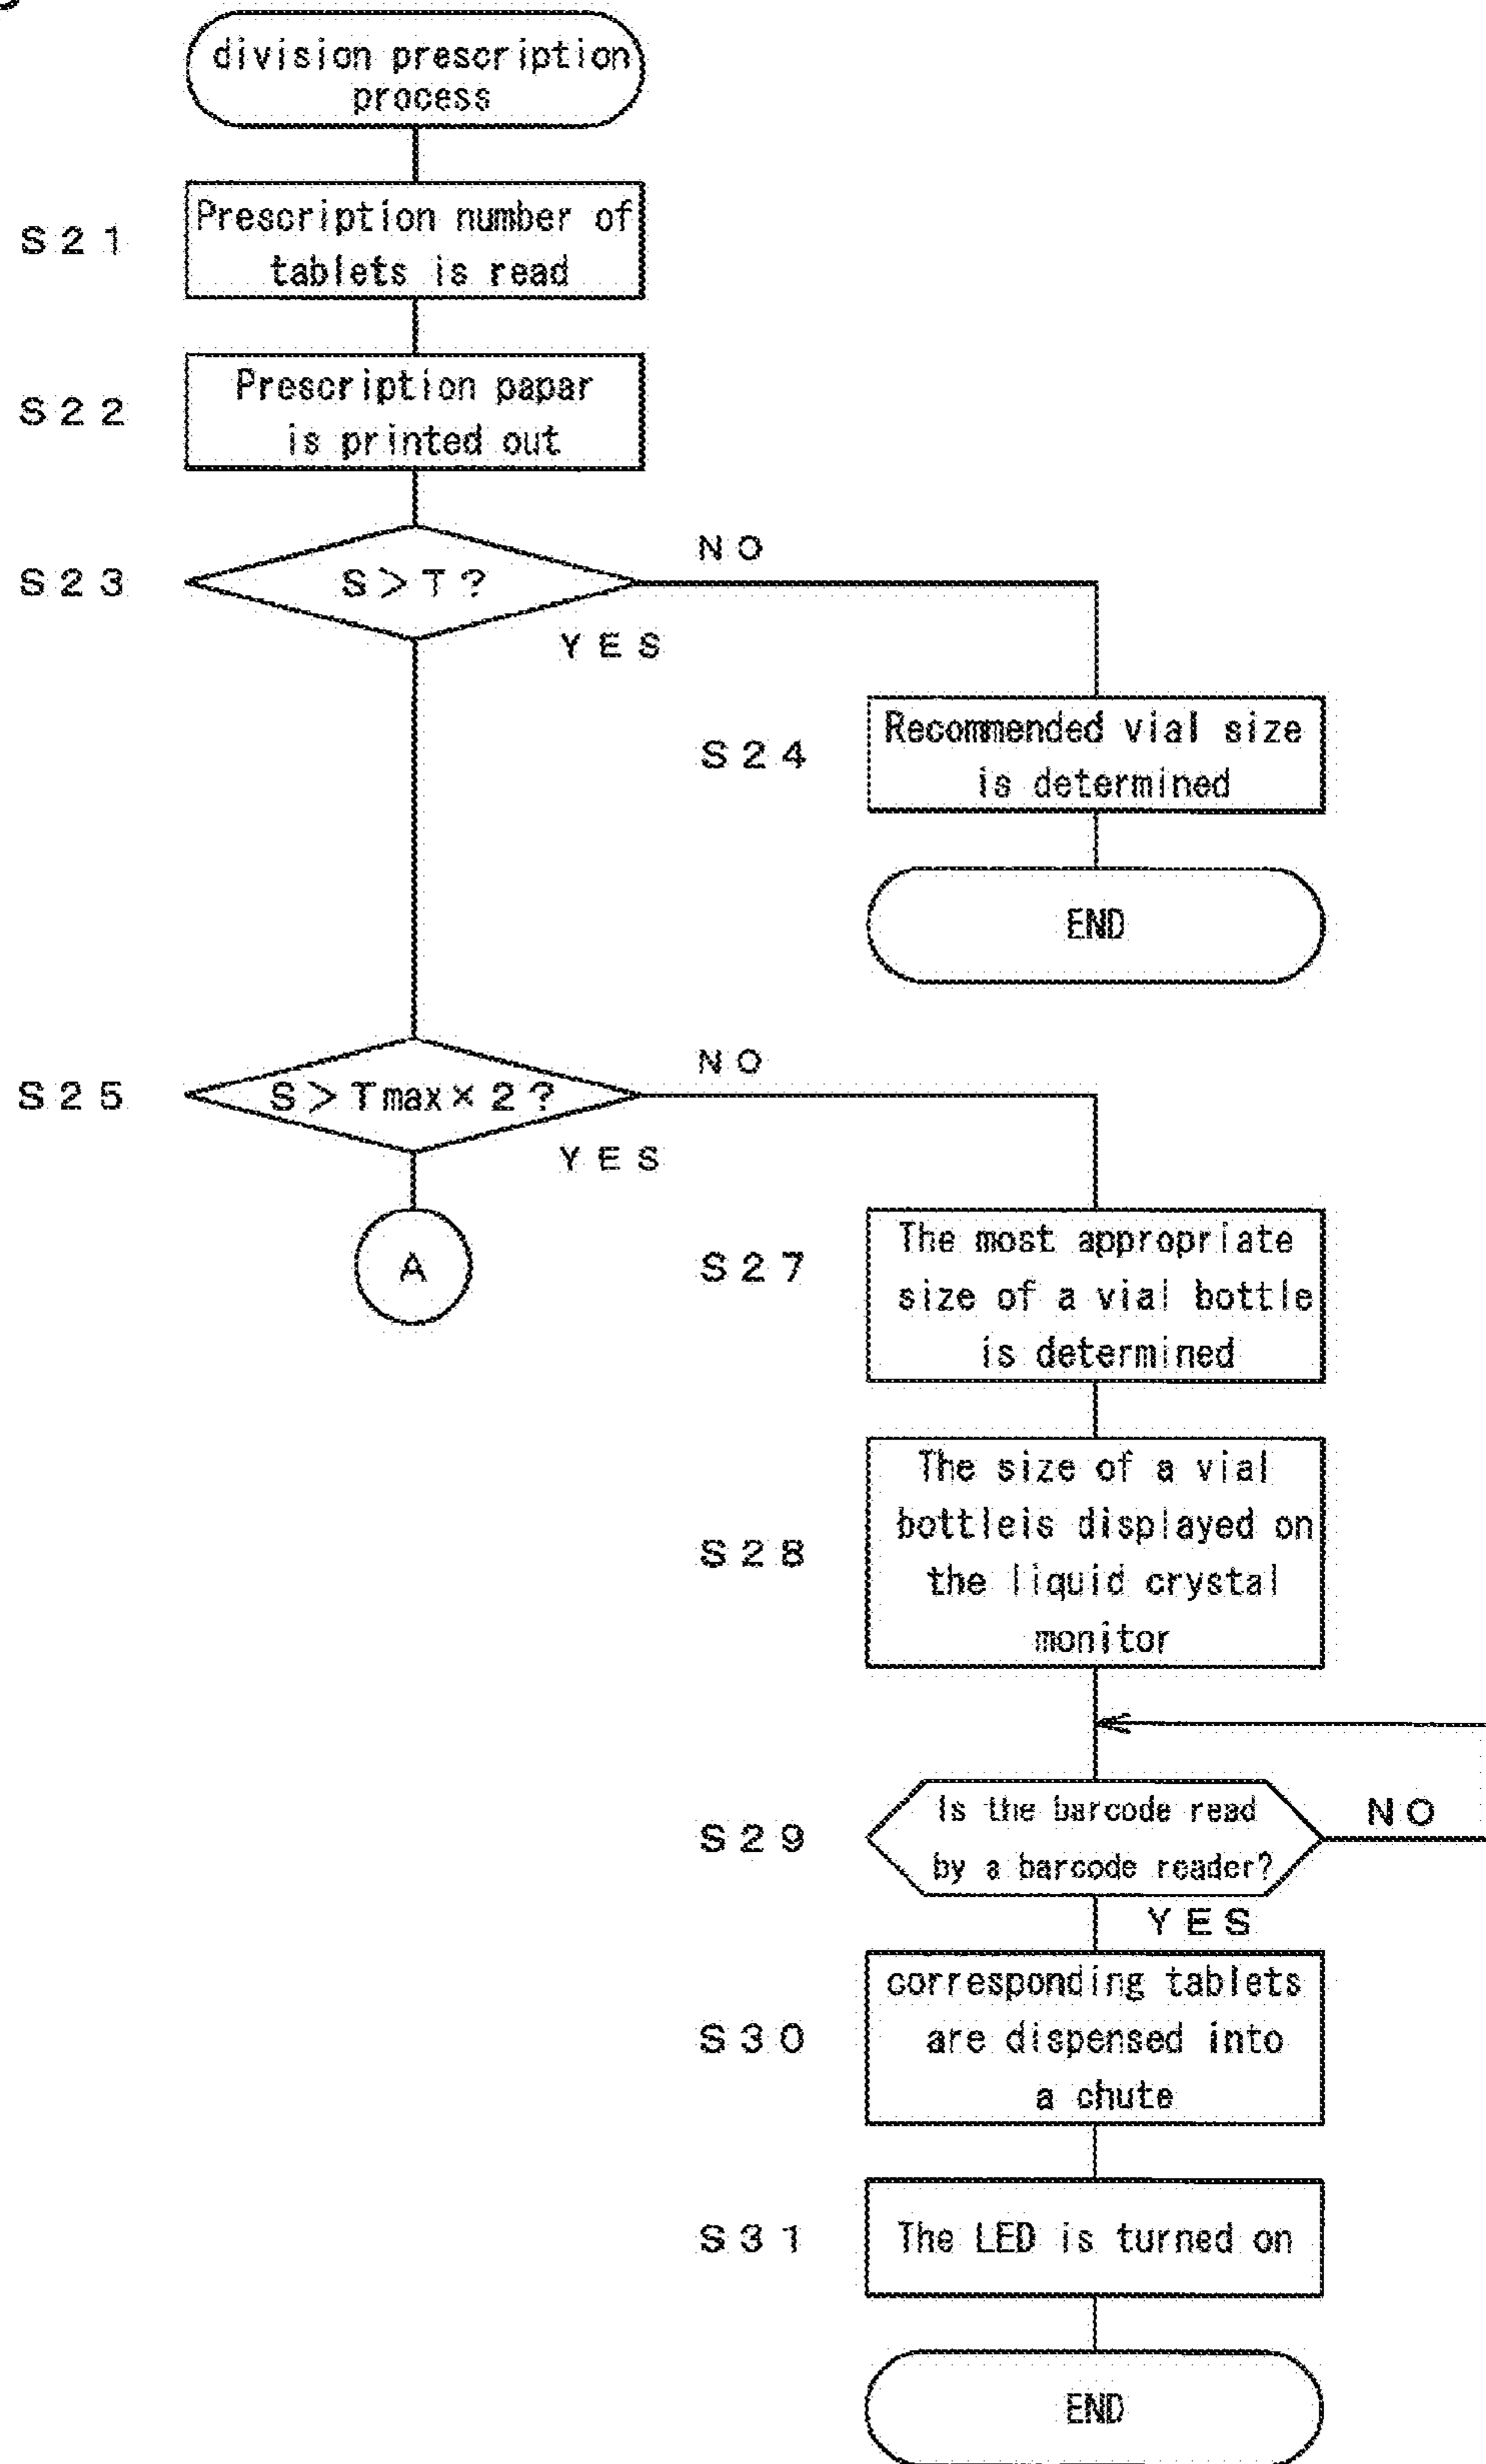 division prescription
process
S21
Prescription number of
tablets is read
S22
Prescription papar
is printed out
S23
S>T?
NO
YES
S24
Recommended vial size
is determined
END
S25
S>Tmax×2?
NO
YES
A
S27
The most appropriate
size of a vial bottle
is determined
S28
The size of a vial
bottleis displayed on
the liquid crystal
monitor
S29
Is the barcode read
by a barcode reader?
NO
YES
S30
corresponding tablets
are dispensed into
a chute
S31
The LED is turned on
END